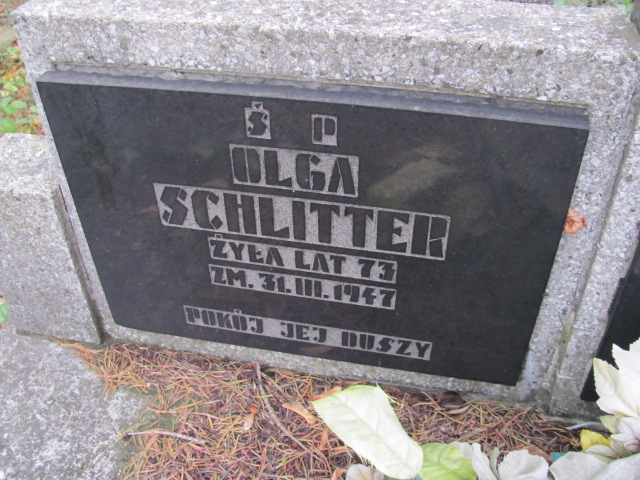 Ś P
OLGA
SCHLITTER
ŻYŁA LAT 73
ZM. 31.III.1947
POKÓJ JEJ DUSZY